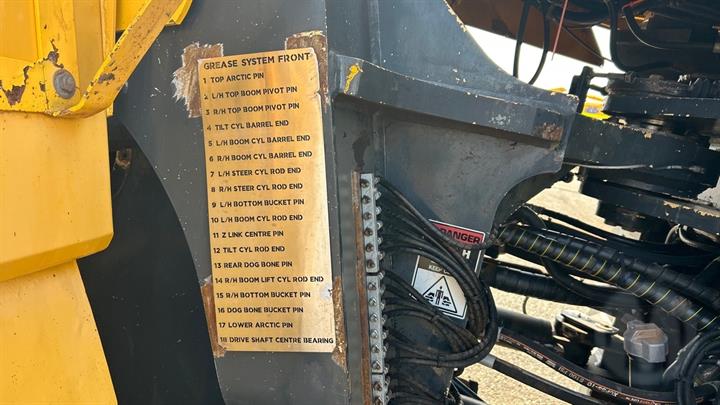 GREASE SYSTEM FRONT
1 TOP ARCTIC PIN
2 L/H TOP BOOM PIVOT PIN
3 R/H TOP BOOM PIVOT PIN
4 TILT CYL BARREL END
5 L/H BOOM CYL BARREL END
6 R/H BOOM CYL BARREL END
7 L/H STEER CYL ROD END
8 R/H STEER CYL ROD END
9 L/H BOTTOM BUCKET PIN
10 L/H BOOM CYL ROD END
11 Z LINK CENTRE PIN
12 TILT CYL ROD END
13 REAR DOG BONE PIN
14 R/H BOOM LIFT CYL ROD END
15 R/H BOTTOM BUCKET PIN
16 DOG BONE BUCKET PIN
17 LOWER ARCTIC PIN
18 DRIVE SHAFT CENTRE BEARING
DANGER